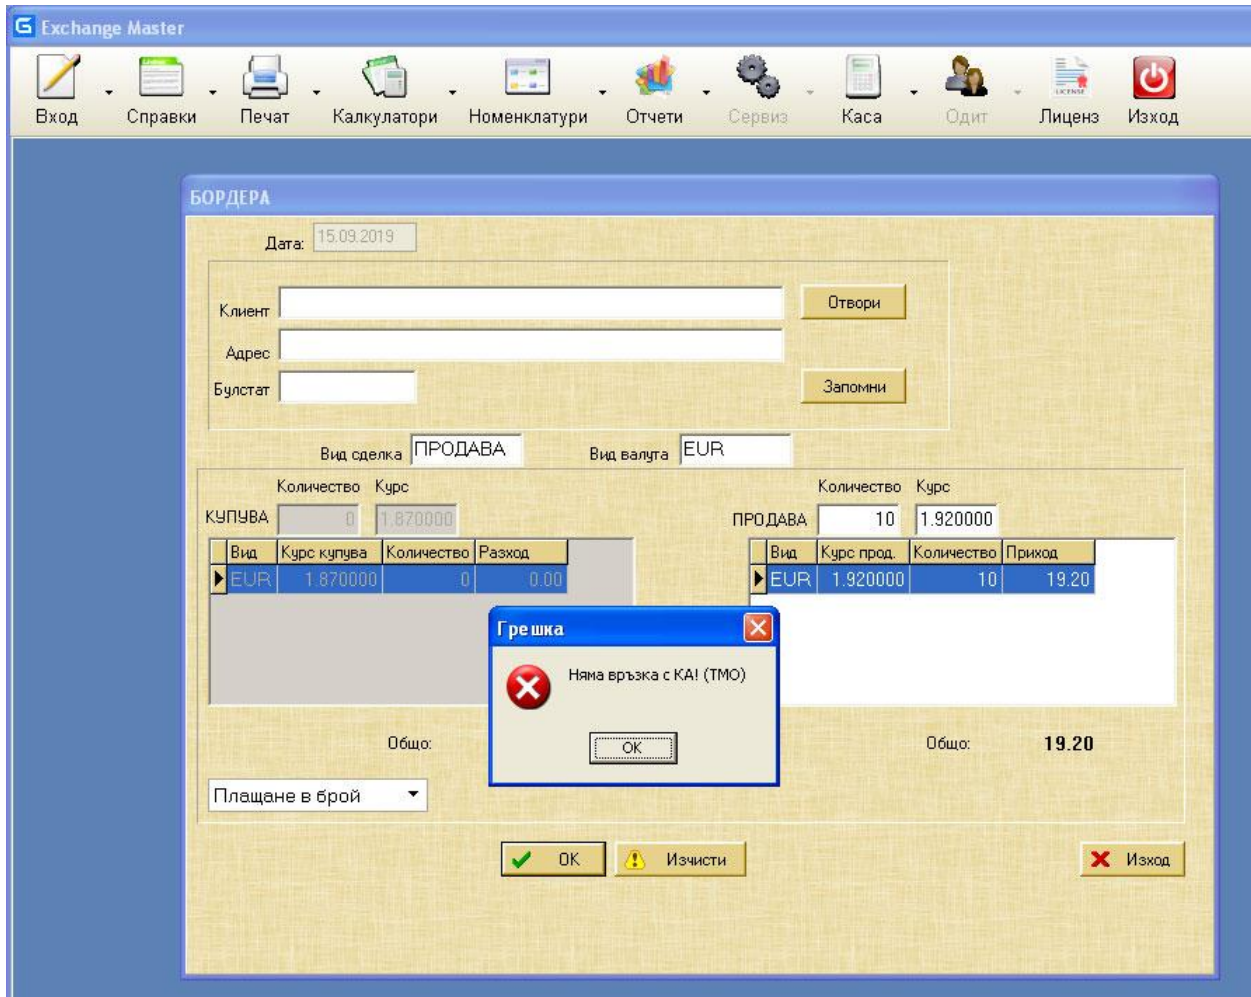 Exchange Master
Вход Справки Печат Калкулатори Номенклатури Отчети Сервиз Каса Одит Лиценз Изход
LICENSE
БОРДЕРА
Дата: 15.09.2019
Клиент Отвори
Адрес
Булстат Запомни
Вид сделка ПРОДАВА Вид валута EUR
Количество Курс Количество Курс
КУПУВА 0 1.870000 ПРОДАВА 10 1.920000
Вид Курс купува Количество Разход Вид Курс прод. Количество Приход
EUR 1.870000 0 0.00 EUR 1.920000 10 19.20
Грешка
Няма връзка с КА! (ТМО)
OK
Общо: Общо: 19.20
Плащане в брой
OK Изчисти Изход